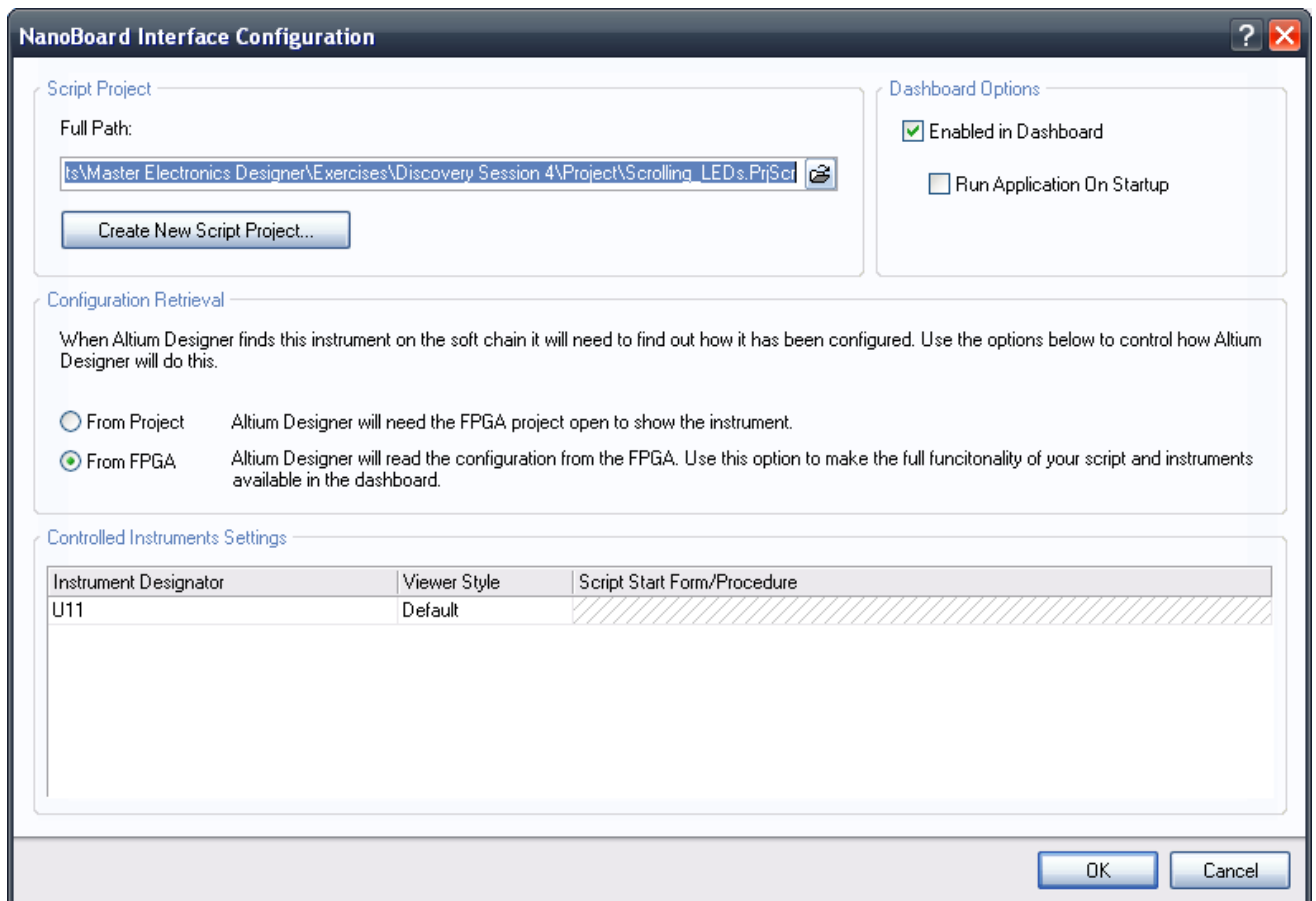 NanoBoard Interface Configuration
Script Project
Full Path:
ts\Master Electronics Designer\Exercises\Discovery Session 4\Project\Scrolling_LEDs.PrjScr
Create New Script Project...
Dashboard Options
Enabled in Dashboard
Run Application On Startup
Configuration Retrieval
When Altium Designer finds this instrument on the soft chain it will need to find out how it has been configured. Use the options below to control how Altium
Designer will do this.
From Project Altium Designer will need the FPGA project open to show the instrument.
From FPGA Altium Designer will read the configuration from the FPGA. Use this option to make the full funcitonality of your script and instruments
available in the dashboard.
Controlled Instruments Settings
Instrument Designator Viewer Style Script Start Form/Procedure
U11 Default
OK Cancel